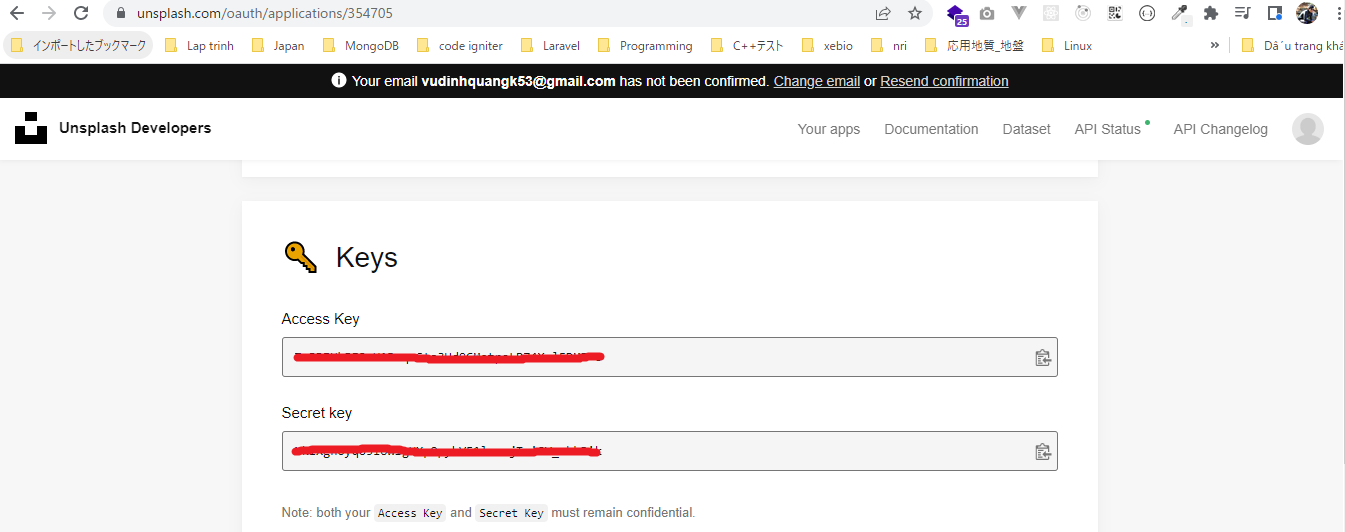 unsplash.com/oauth/applications/354705
25
インポートしたブックマーク Lap trinh Japan MongoDB code igniter Laravel Programming C++テスト xebio nri 応用地質_地盤 Linux » Dấu trang khá
Your email vudinhquangk53@gmail.com has not been confirmed. Change email or Resend confirmation
Unsplash Developers Your apps Documentation Dataset API Status API Changelog
Keys
Access Key
Secret key
Note: both your Access Key and Secret Key must remain confidential.